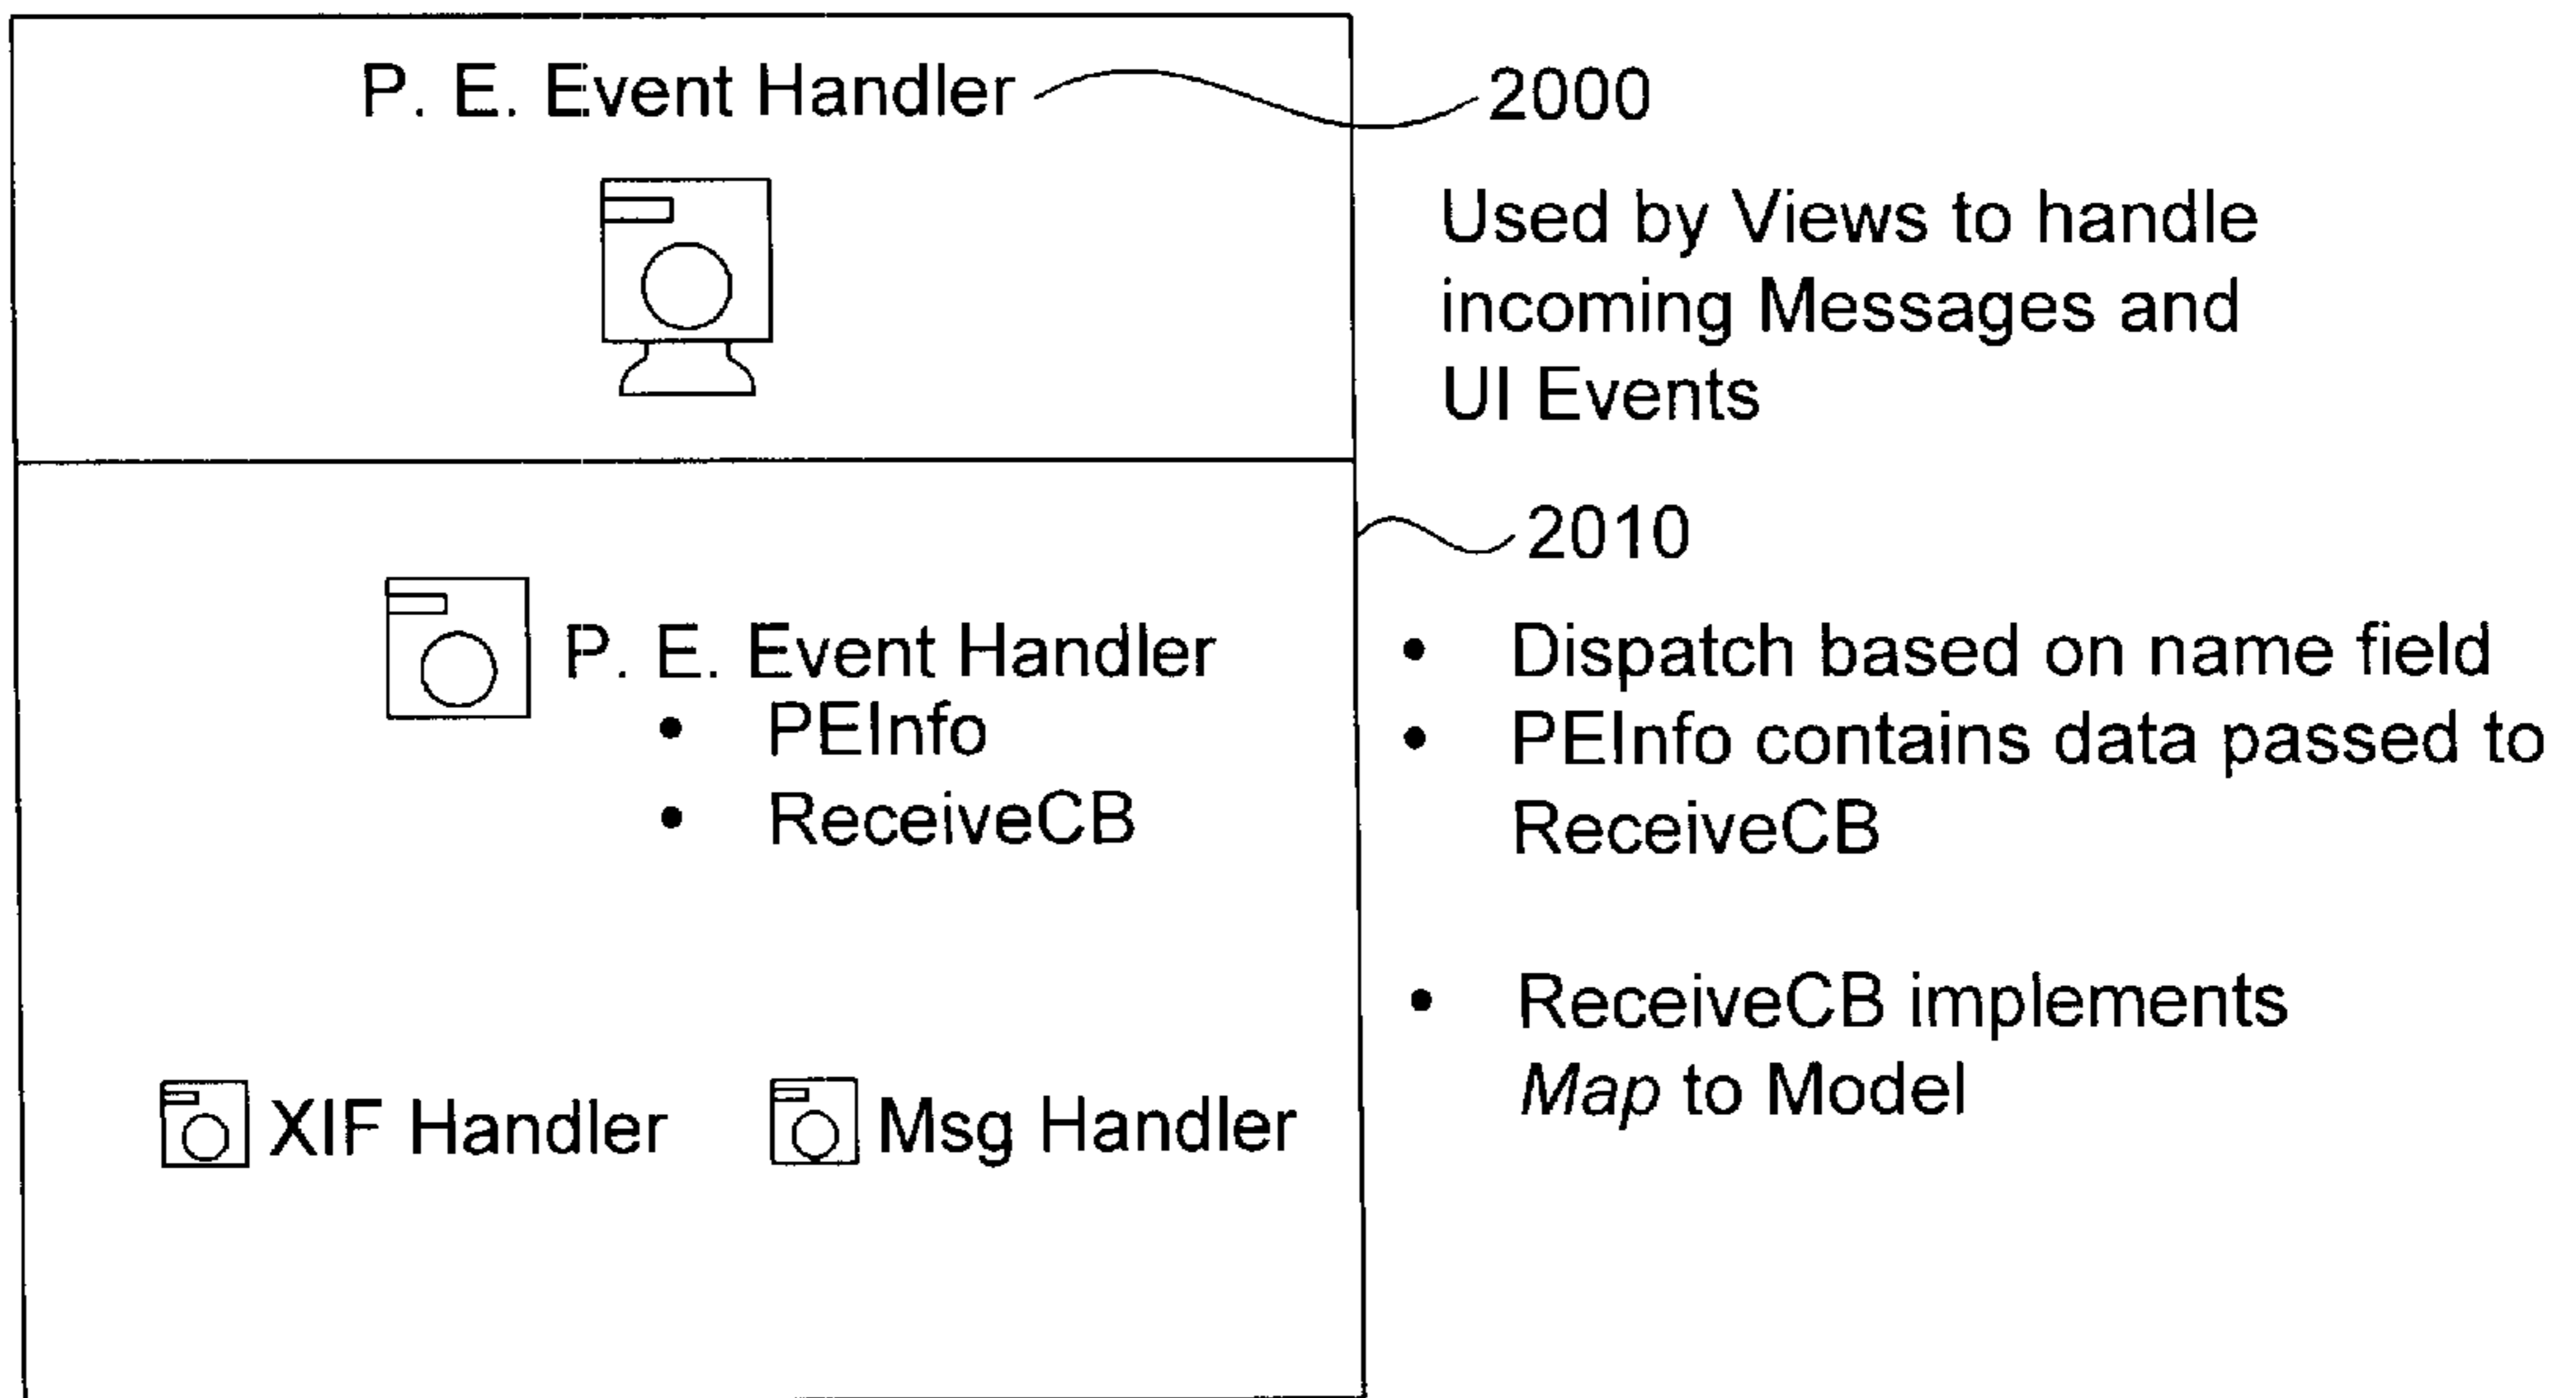 P. E. Event Handler
2000
Used by Views to handle
incoming Messages and
UI Events
2010
P. E. Event Handler
• PEInfo
• ReceiveCB
• Dispatch based on name field
• PEInfo contains data passed to
ReceiveCB
• ReceiveCB implements
Map to Model
XIF Handler
Msg Handler